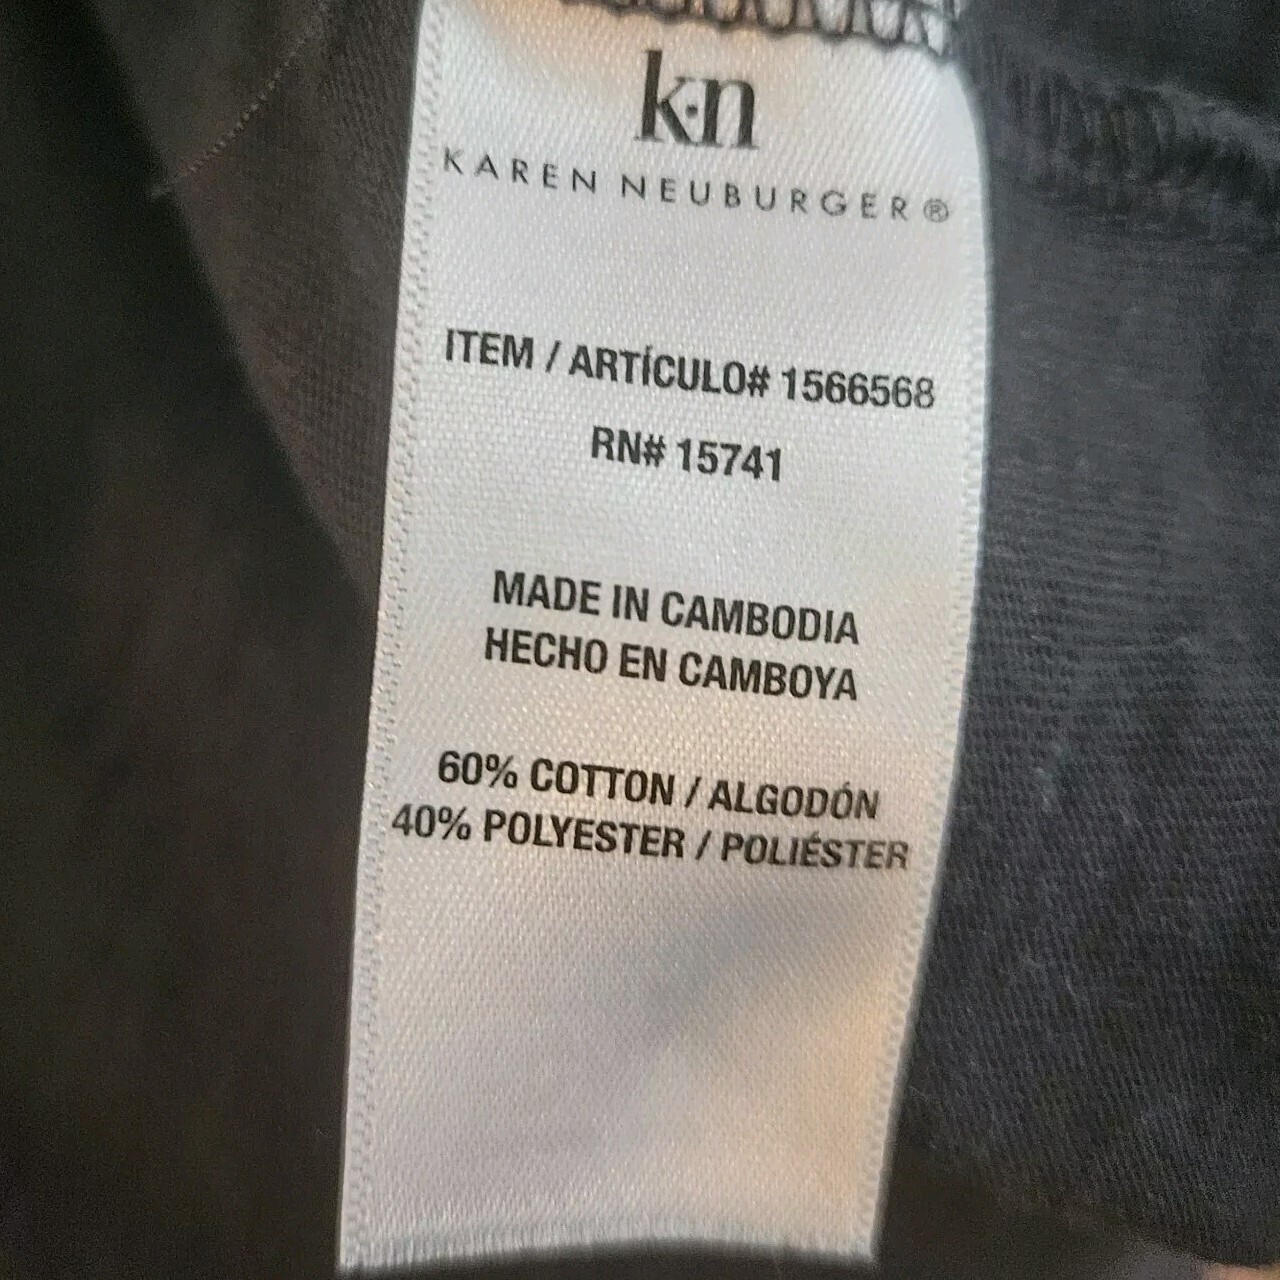 k·n
KAREN NEUBURGER®
ITEM / ARTÍCULO# 1566568
RN# 15741
MADE IN CAMBODIA
HECHO EN CAMBOYA
60% COTTON / ALGODÓN
40% POLYESTER / POLIÉSTER